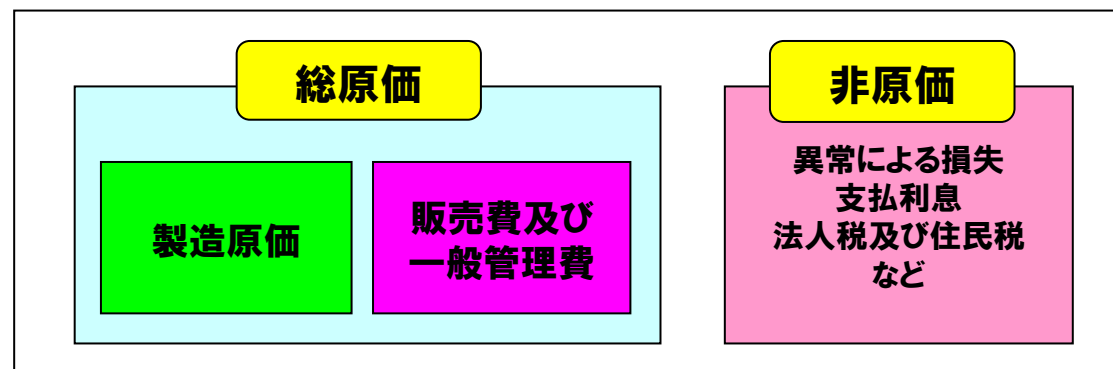 総原価
非原価
製造原価
販売費及び
一般管理費
異常による損失
支払利息
法人税及び住民税
など